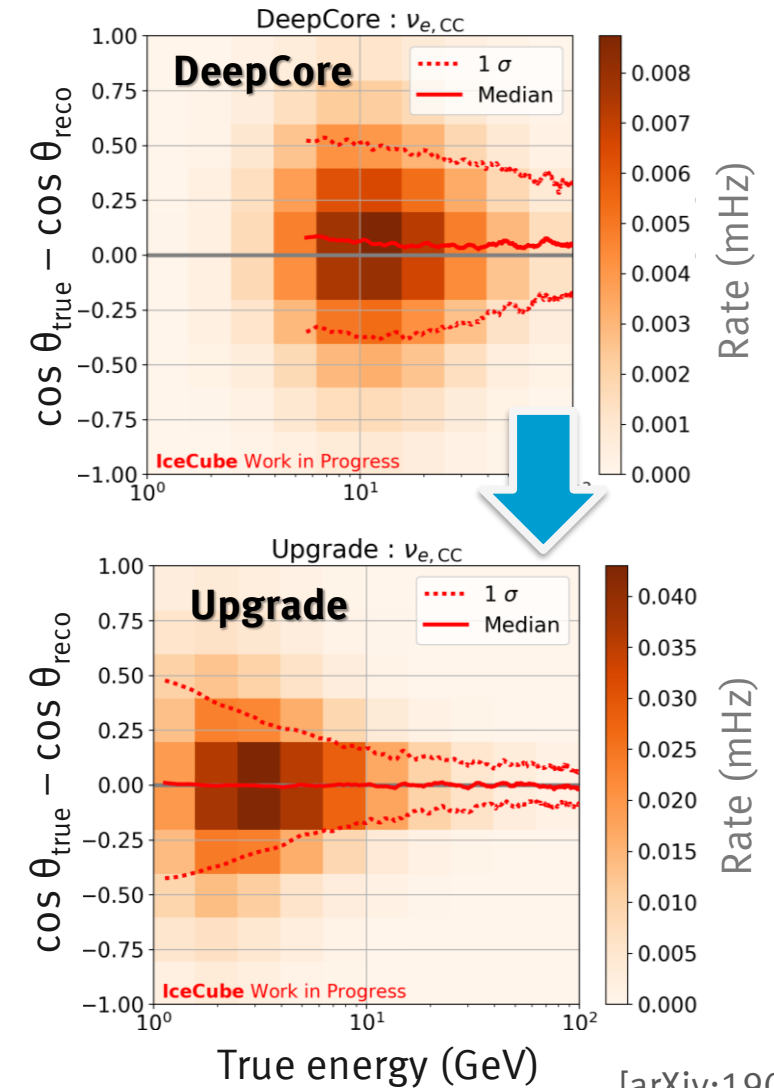 DeepCore : νe, CC
DeepCore
1 σ
Median
1.00
0.75
0.50
0.25
0.00
−0.25
−0.50
−0.75
−1.00
cos θtrue − cos θreco
IceCube Work in Progress
10⁰
10¹
0.008
0.007
0.006
0.005
0.004
0.003
0.002
0.001
0.000
Rate (mHz)
Upgrade : νe, CC
Upgrade
1 σ
Median
1.00
0.75
0.50
0.25
0.00
−0.25
−0.50
−0.75
−1.00
cos θtrue − cos θreco
IceCube Work in Progress
10⁰
10¹
10²
True energy (GeV)
0.040
0.035
0.030
0.025
0.020
0.015
0.010
0.005
0.000
Rate (mHz)